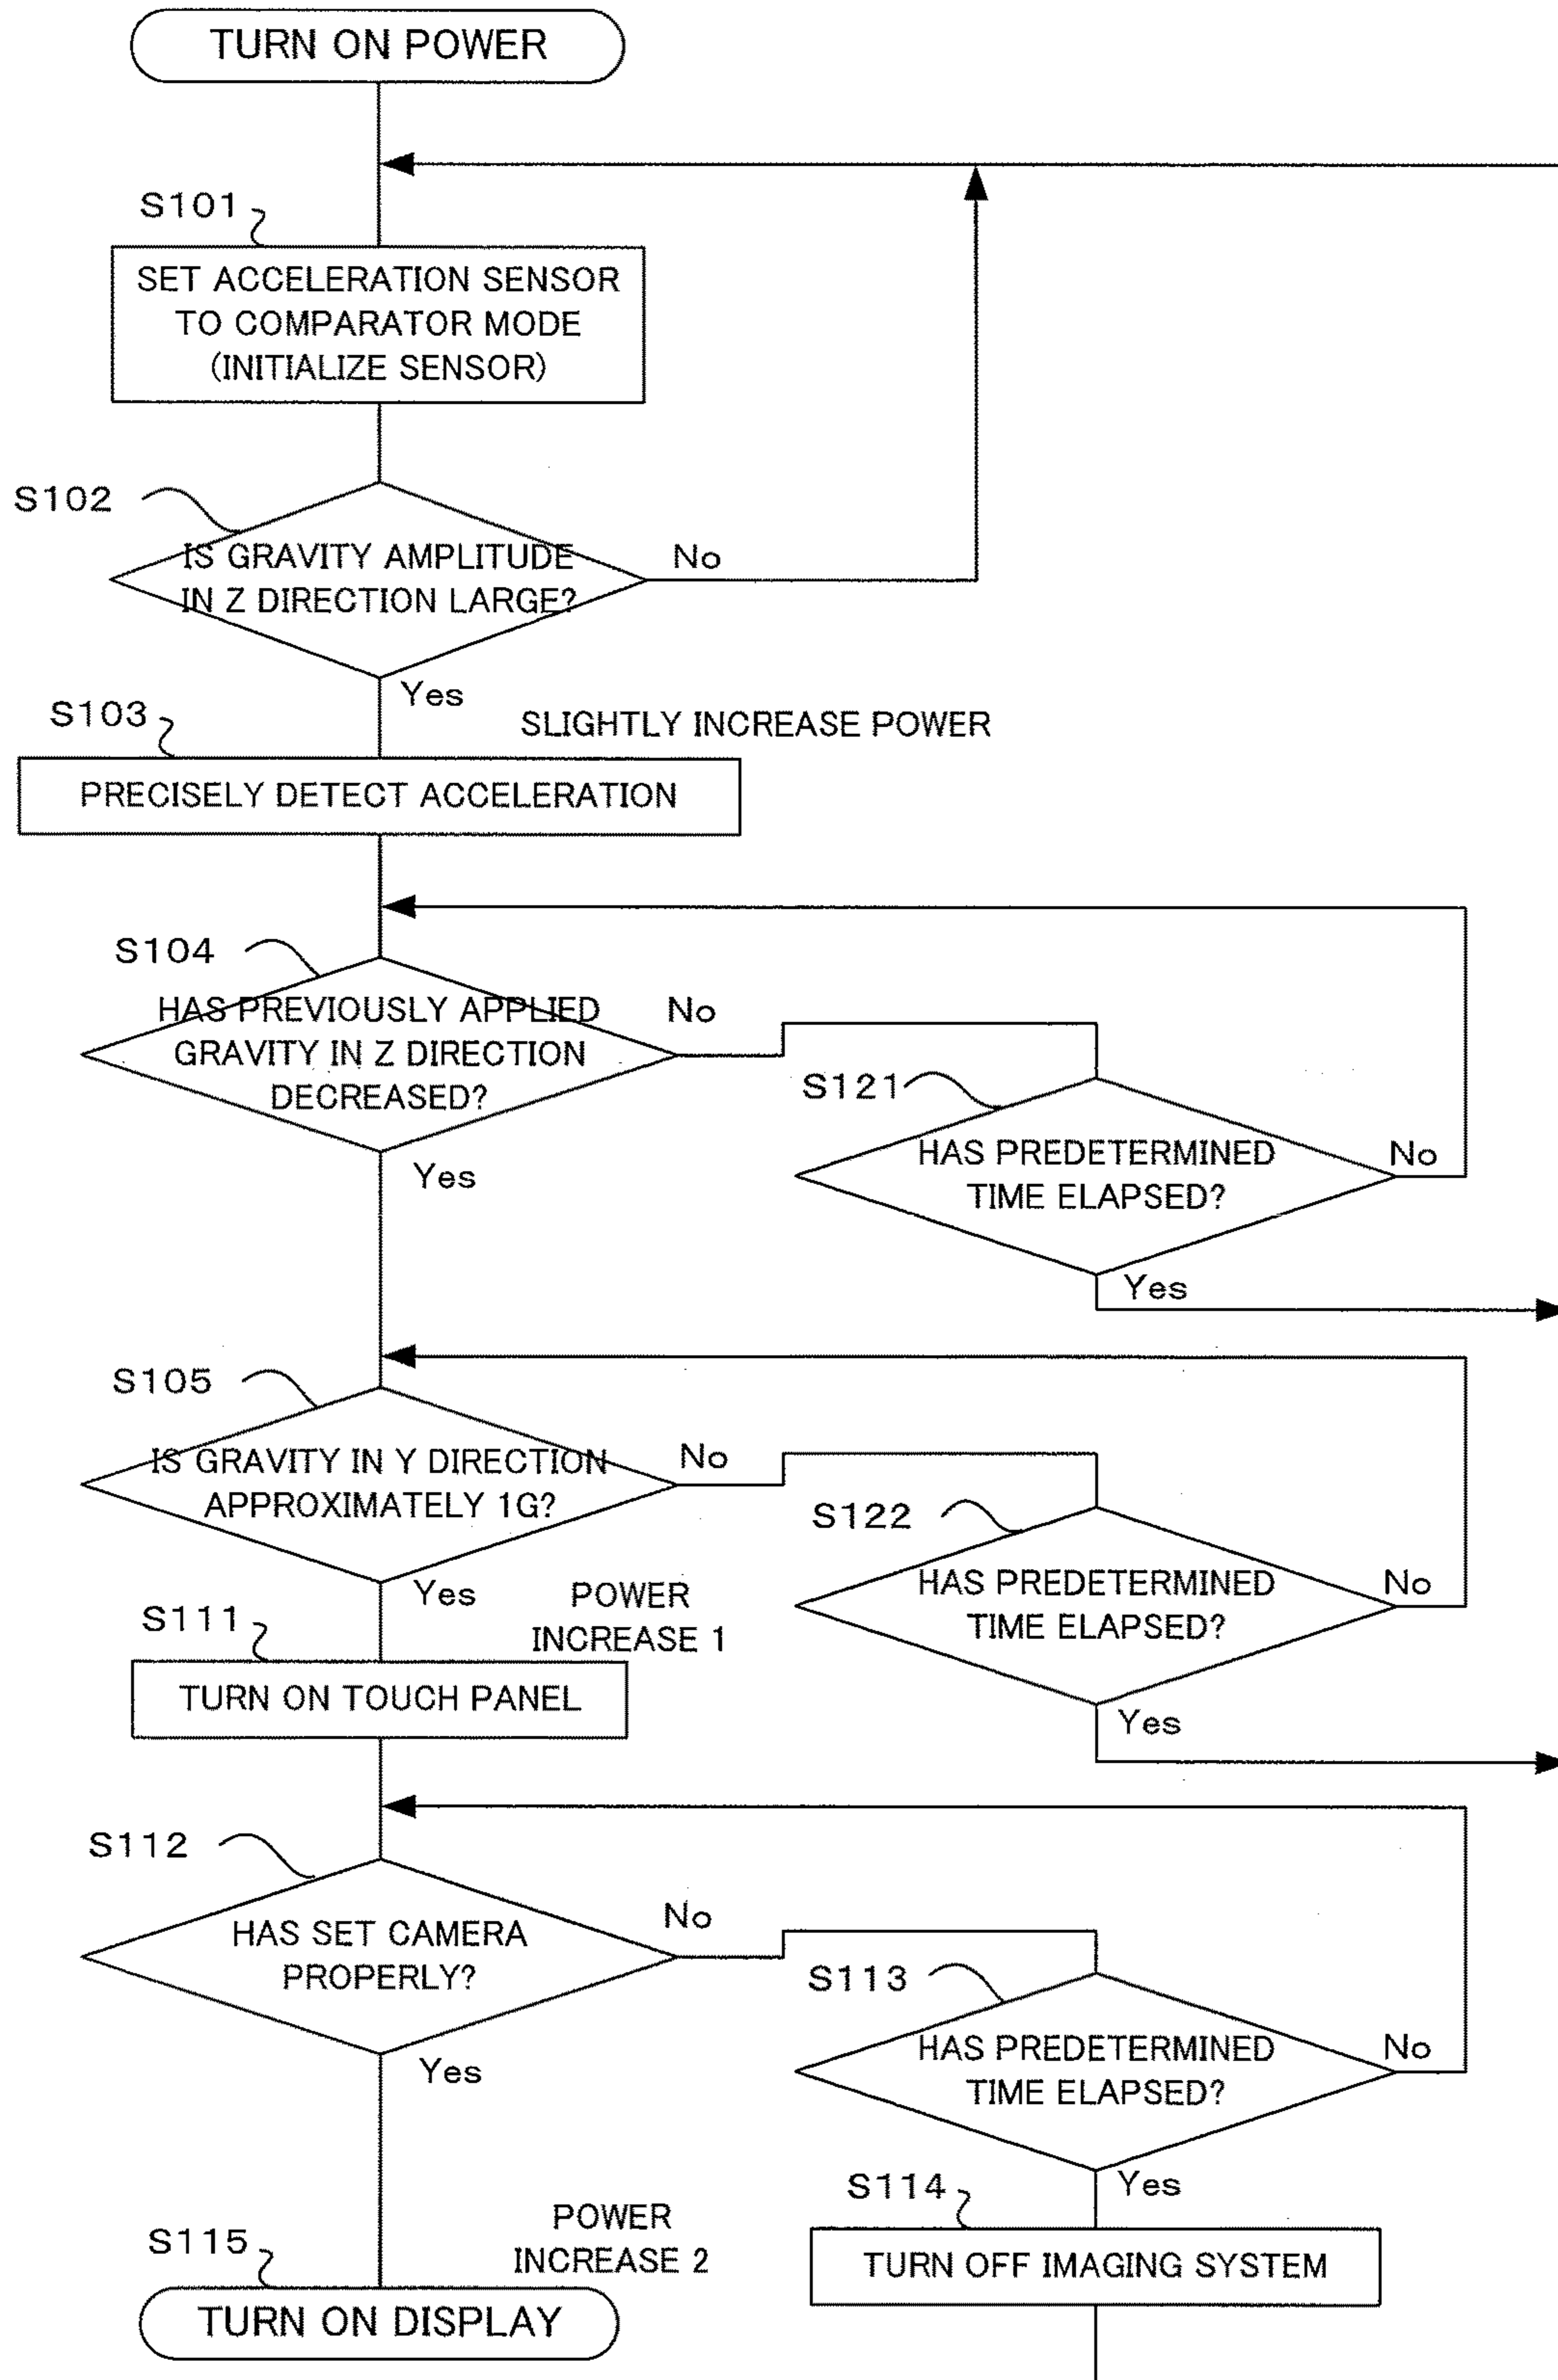 TURN ON POWER
S101
SET ACCELERATION SENSOR
TO COMPARATOR MODE
(INITIALIZE SENSOR)
S102
IS GRAVITY AMPLITUDE
IN Z DIRECTION LARGE?
No
Yes
S103
SLIGHTLY INCREASE POWER
PRECISELY DETECT ACCELERATION
S104
HAS PREVIOUSLY APPLIED
GRAVITY IN Z DIRECTION
DECREASED?
No
Yes
S121
HAS PREDETERMINED
TIME ELAPSED?
No
Yes
S105
IS GRAVITY IN Y DIRECTION
APPROXIMATELY 1G?
No
Yes
S122
HAS PREDETERMINED
TIME ELAPSED?
No
Yes
POWER
INCREASE 1
S111
TURN ON TOUCH PANEL
S112
HAS SET CAMERA
PROPERLY?
No
Yes
S113
HAS PREDETERMINED
TIME ELAPSED?
No
Yes
S114
TURN OFF IMAGING SYSTEM
POWER
INCREASE 2
S115
TURN ON DISPLAY